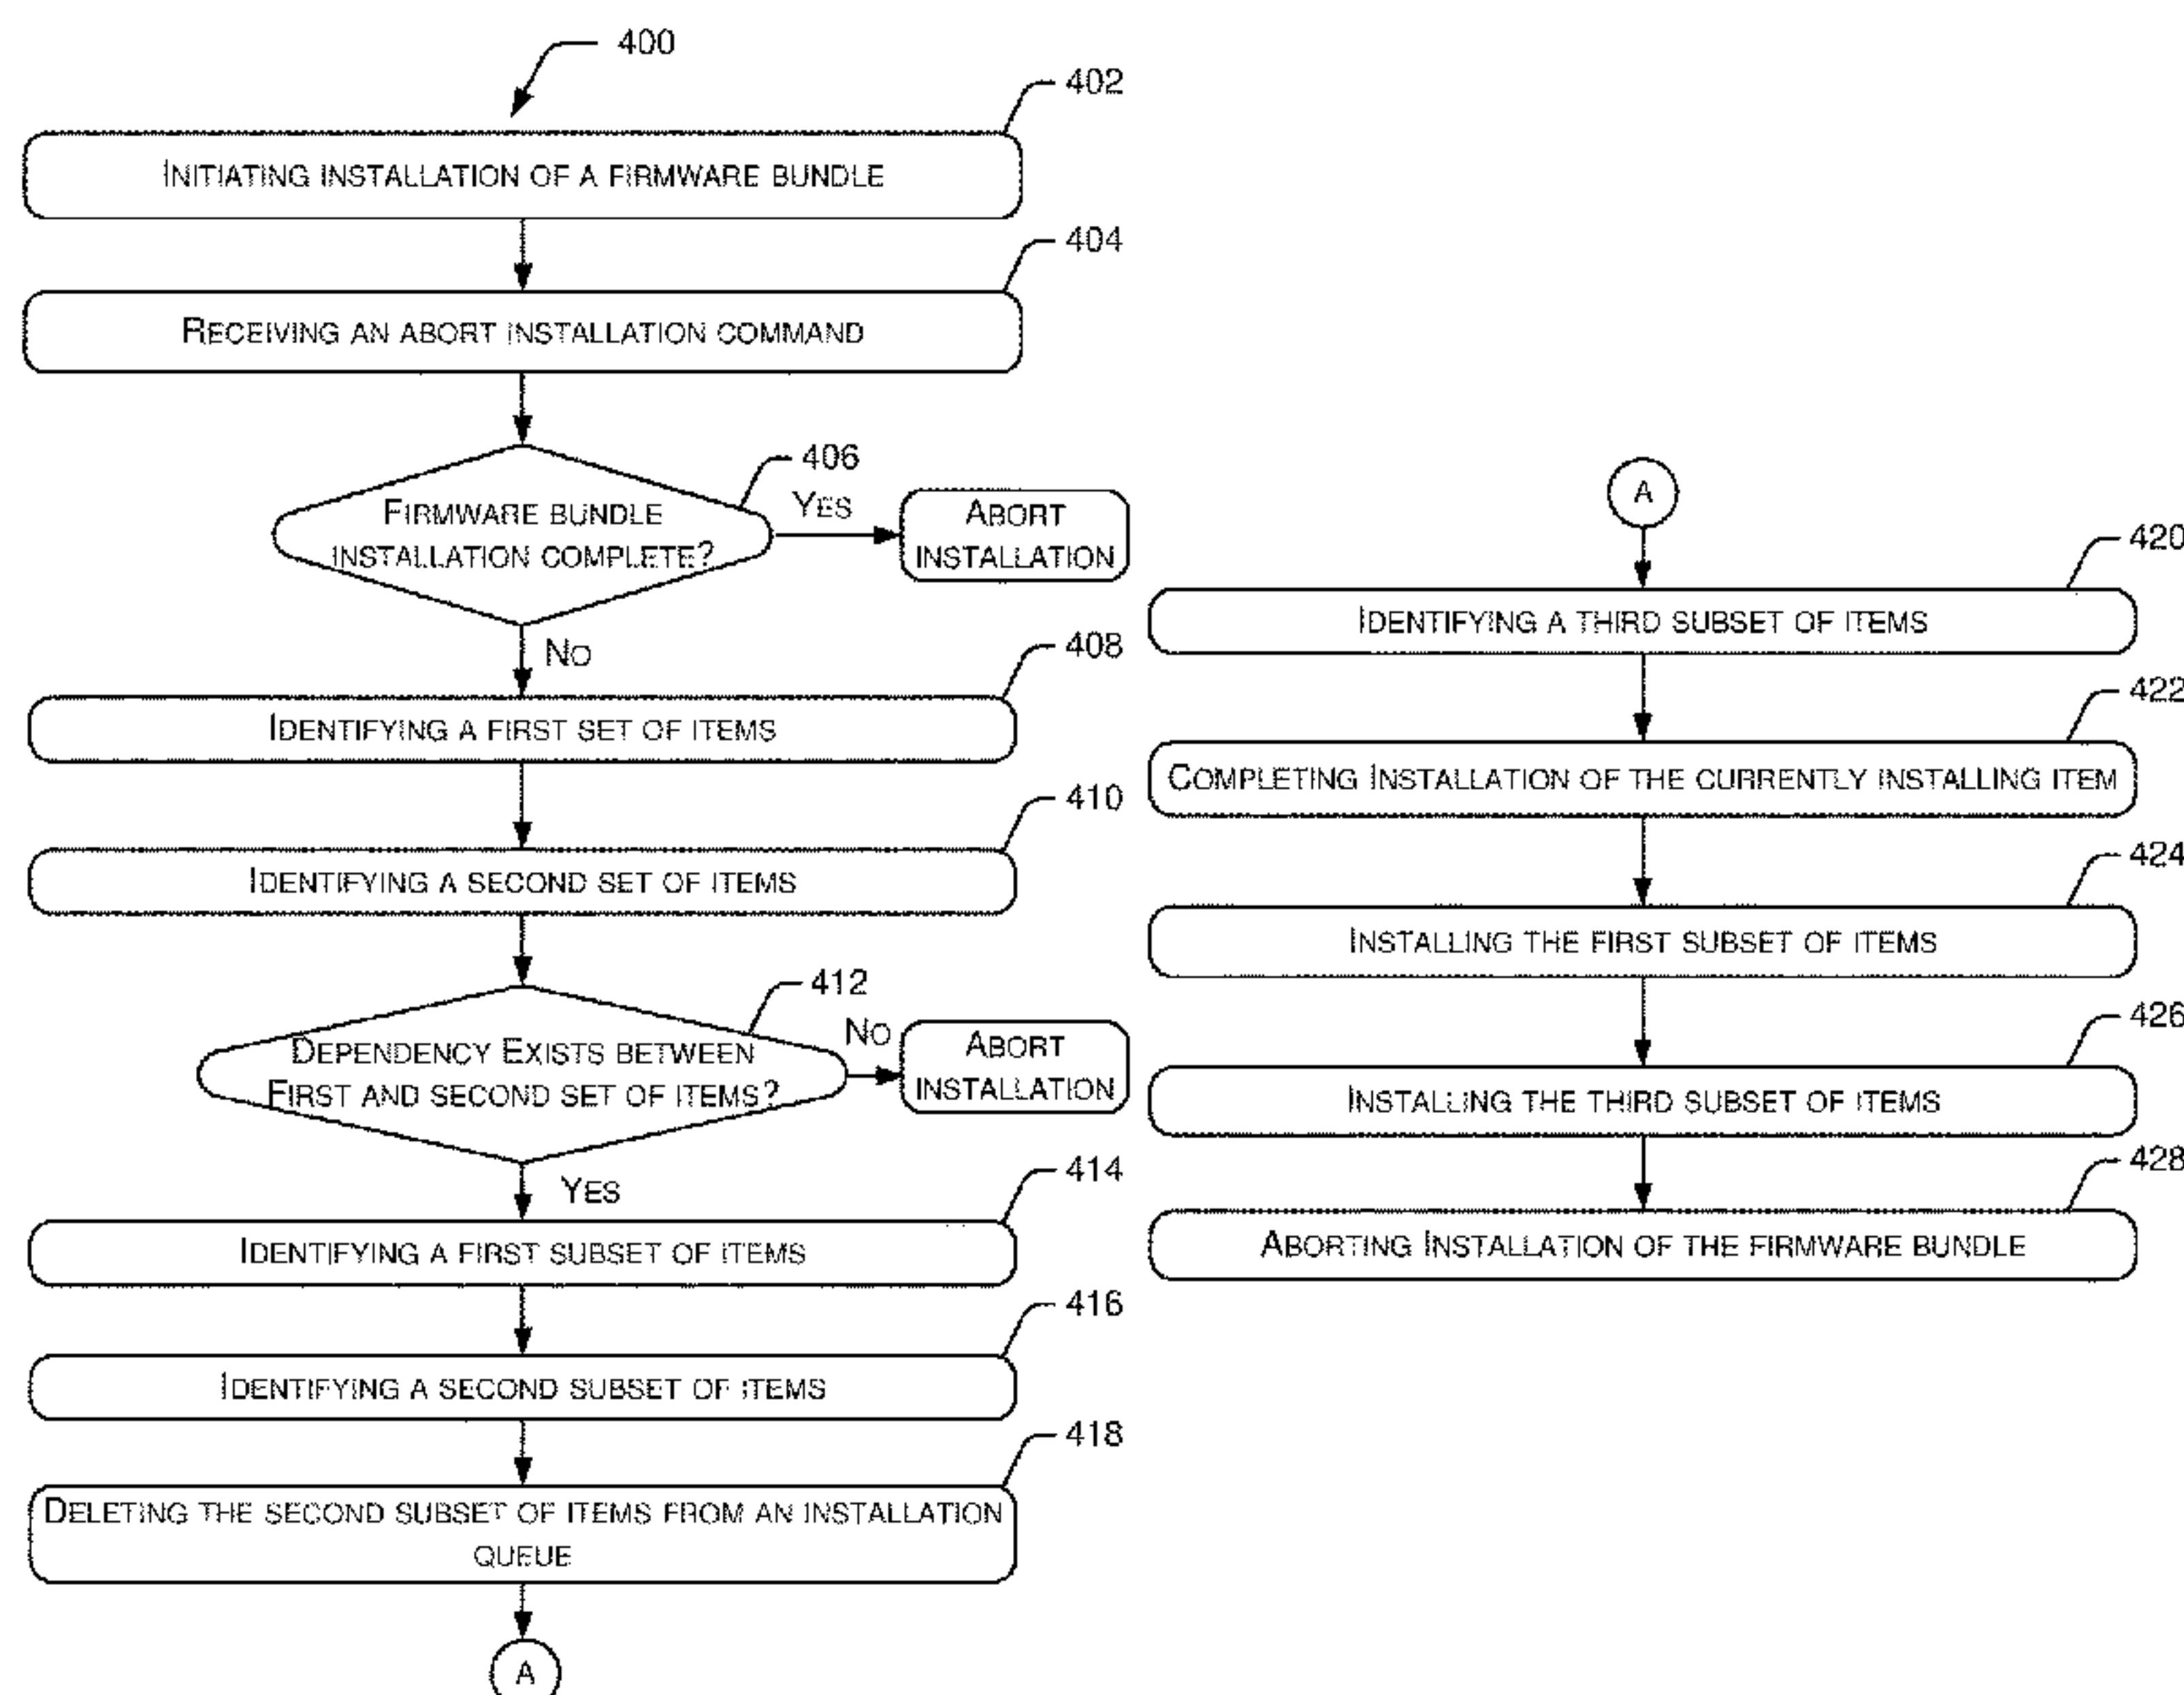 400
402
INITIATING INSTALLATION OF A FIRMWARE BUNDLE
404
RECEIVING AN ABORT INSTALLATION COMMAND
406
FIRMWARE BUNDLE
INSTALLATION COMPLETE?
YES
ABORT
INSTALLATION
NO
408
IDENTIFYING A FIRST SET OF ITEMS
410
IDENTIFYING A SECOND SET OF ITEMS
412
DEPENDENCY EXISTS BETWEEN
FIRST AND SECOND SET OF ITEMS?
NO
ABORT
INSTALLATION
YES
414
IDENTIFYING A FIRST SUBSET OF ITEMS
416
IDENTIFYING A SECOND SUBSET OF ITEMS
418
DELETING THE SECOND SUBSET OF ITEMS FROM AN INSTALLATION
QUEUE
A
A
420
IDENTIFYING A THIRD SUBSET OF ITEMS
422
COMPLETING INSTALLATION OF THE CURRENTLY INSTALLING ITEM
424
INSTALLING THE FIRST SUBSET OF ITEMS
426
INSTALLING THE THIRD SUBSET OF ITEMS
428
ABORTING INSTALLATION OF THE FIRMWARE BUNDLE